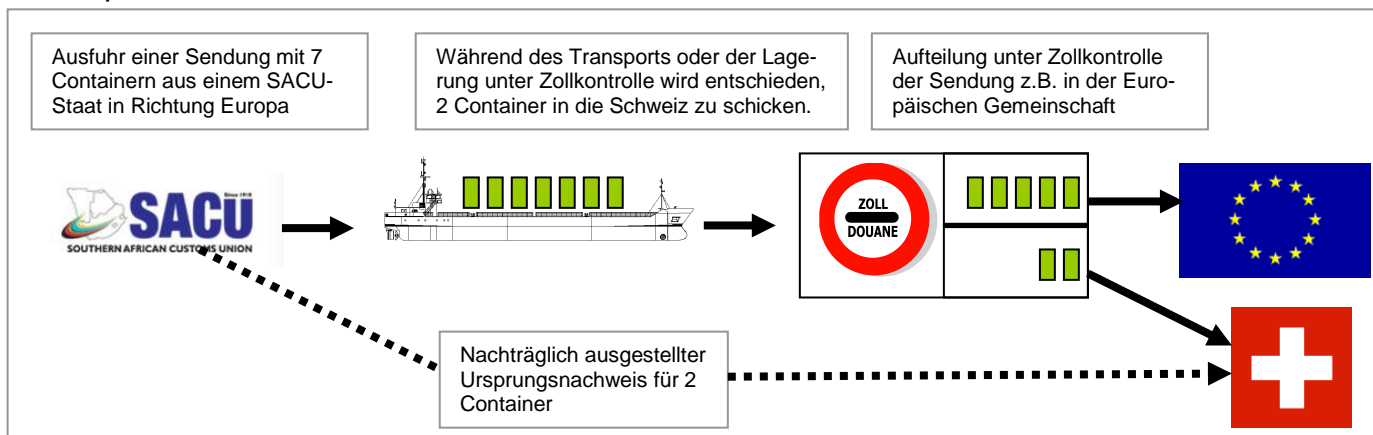 Ausfuhr einer Sendung mit 7
Containern aus einem SACU-
Staat in Richtung Europa
Während des Transports oder der Lage-
rung unter Zollkontrolle wird entschieden,
2 Container in die Schweiz zu schicken.
Aufteilung unter Zollkontrolle
der Sendung z.B. in der Euro-
päischen Gemeinschaft
Since 1910
SACU
SOUTHERN AFRICAN CUSTOMS UNION
ZOLL
DOUANE
Nachträglich ausgestellter
Ursprungsnachweis für 2
Container